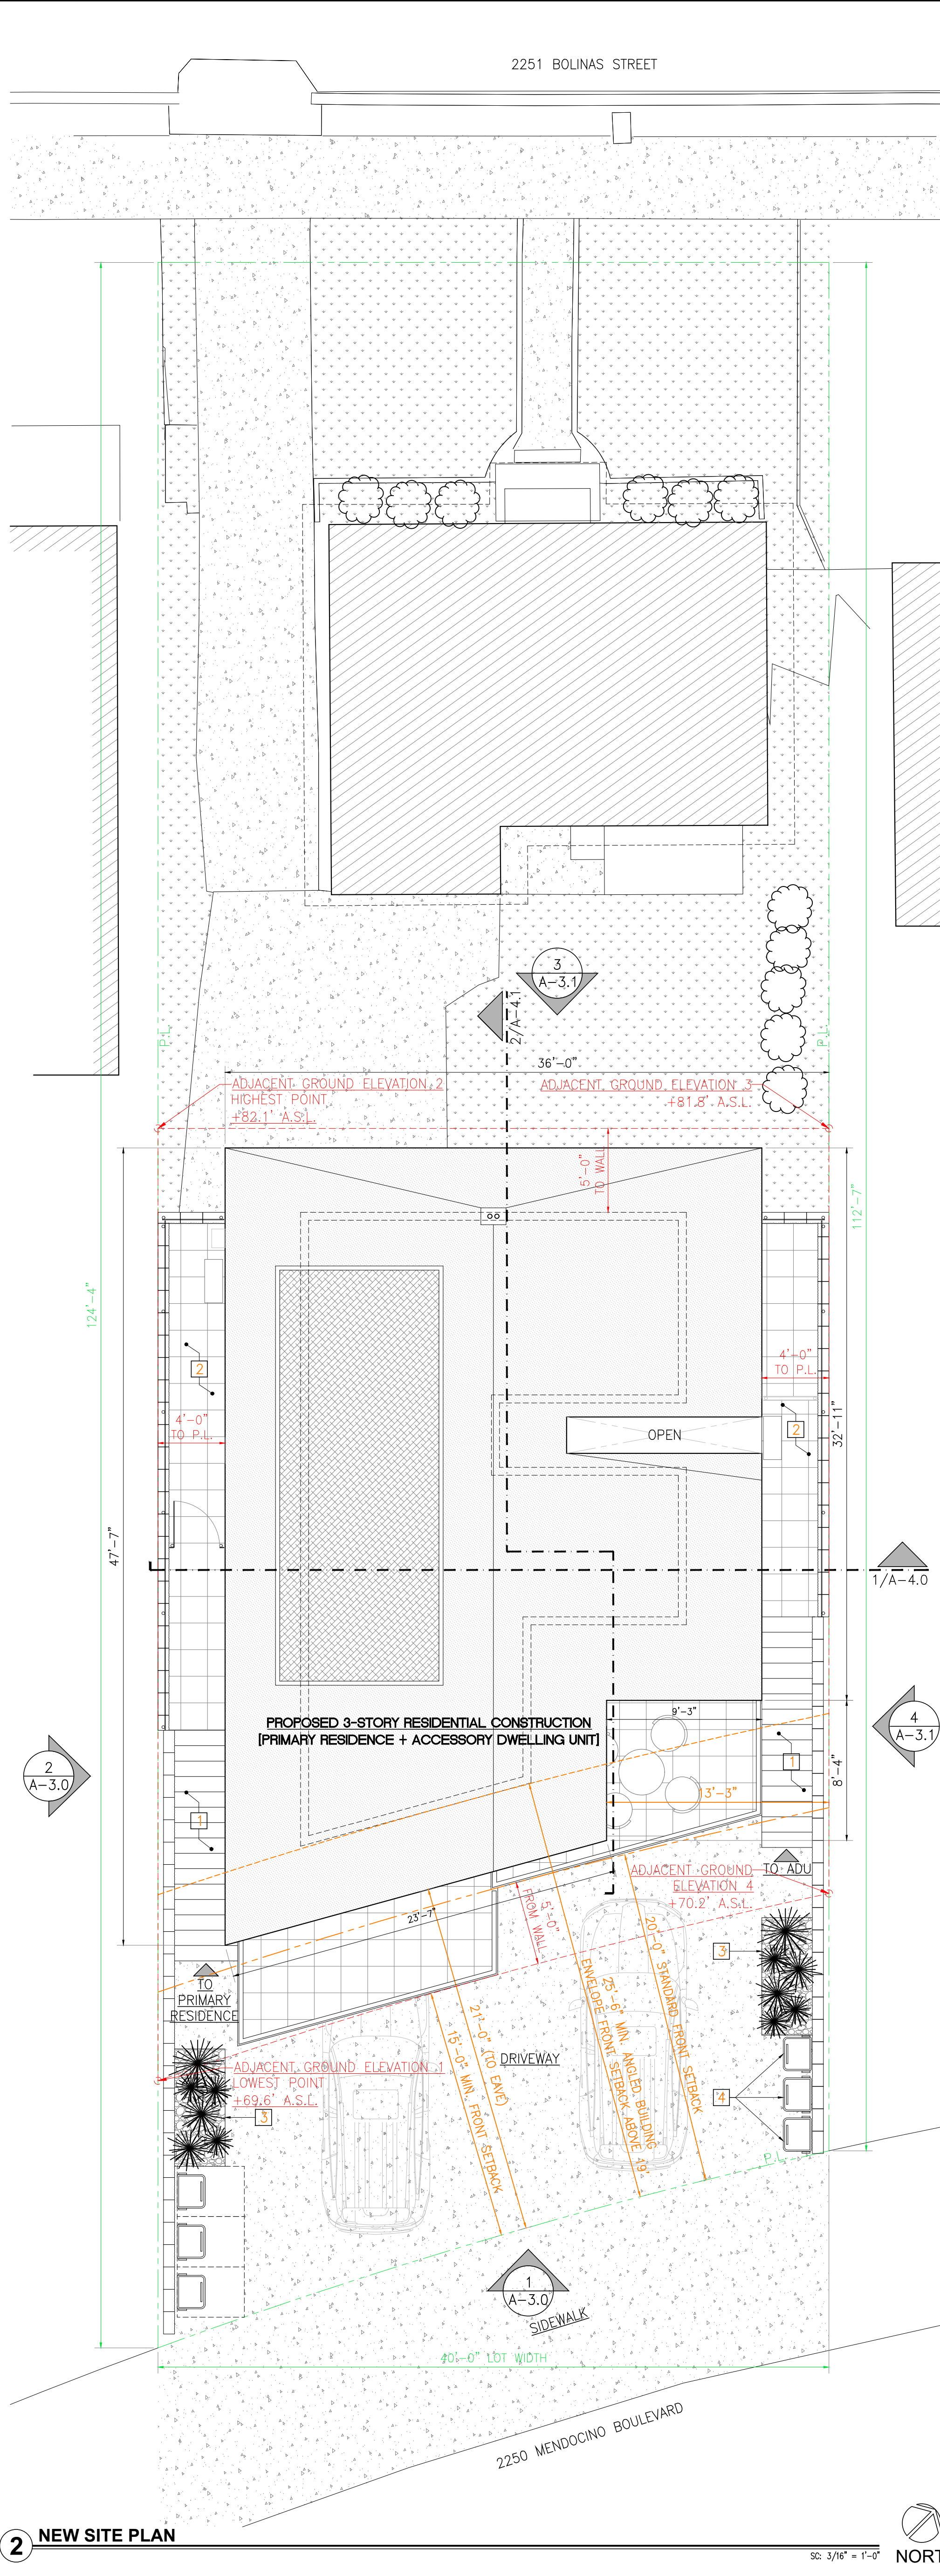 2251 BOLINAS STREET
3
A-3.1
2/A-4.1
P.L.
P.L.
36'-0"
ADJACENT GROUND ELEVATION 2
HIGHEST POINT
+82.1' A.S.L.
ADJACENT GROUND ELEVATION 3
+81.8' A.S.L.
5'-0"
TO WALL
112'-7"
124'-4"
2
4'-0"
TO P.L.
4'-0"
TO P.L.
2
OPEN
32'-11"
47'-7"
1/A-4.0
PROPOSED 3-STORY RESIDENTIAL CONSTRUCTION
[PRIMARY RESIDENCE + ACCESSORY DWELLING UNIT]
9'-3"
4
A-3.1
2
A-3.0
1
8'-4"
13'-3"
1
TO ADU
ADJACENT GROUND
ELEVATION 4
+70.2' A.S.L.
23'-7"
5'-0"
FROM WALL
3
TO
PRIMARY
RESIDENCE
20'-0" STANDARD FRONT SETBACK
25'-6" MIN. ANGLED BUILDING
ENVELOPE FRONT SETBACK ABOVE 19'
21'-0" (TO EAVE)
15'-0" MIN. FRONT SETBACK
DRIVEWAY
ADJACENT GROUND ELEVATION 1
LOWEST POINT
+69.6' A.S.L.
3
4
P.L.
1
A-3.0
SIDEWALK
40'-0" LOT WIDTH
2250 MENDOCINO BOULEVARD
2
NEW SITE PLAN
SC: 3/16" = 1'-0"
NORT